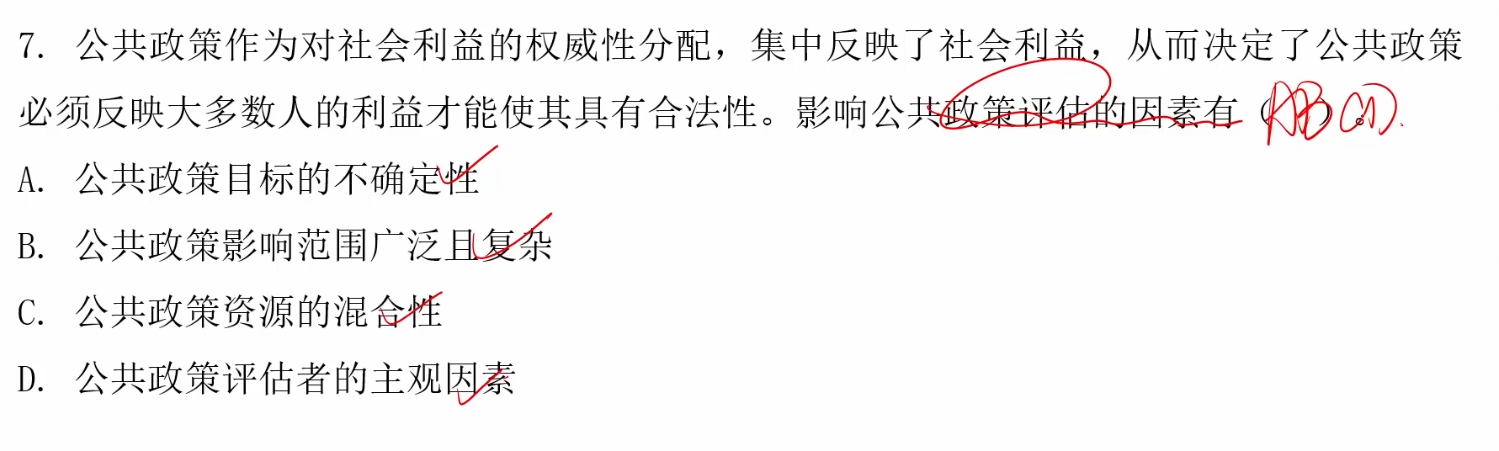 7. 公共政策作为对社会利益的权威性分配，集中反映了社会利益，从而决定了公共政策
必须反映大多数人的利益才能使其具有合法性。影响公共政策评估的因素有（ABCD）。
A. 公共政策目标的不确定性
B. 公共政策影响范围广泛且复杂
C. 公共政策资源的混合性
D. 公共政策评估者的主观因素